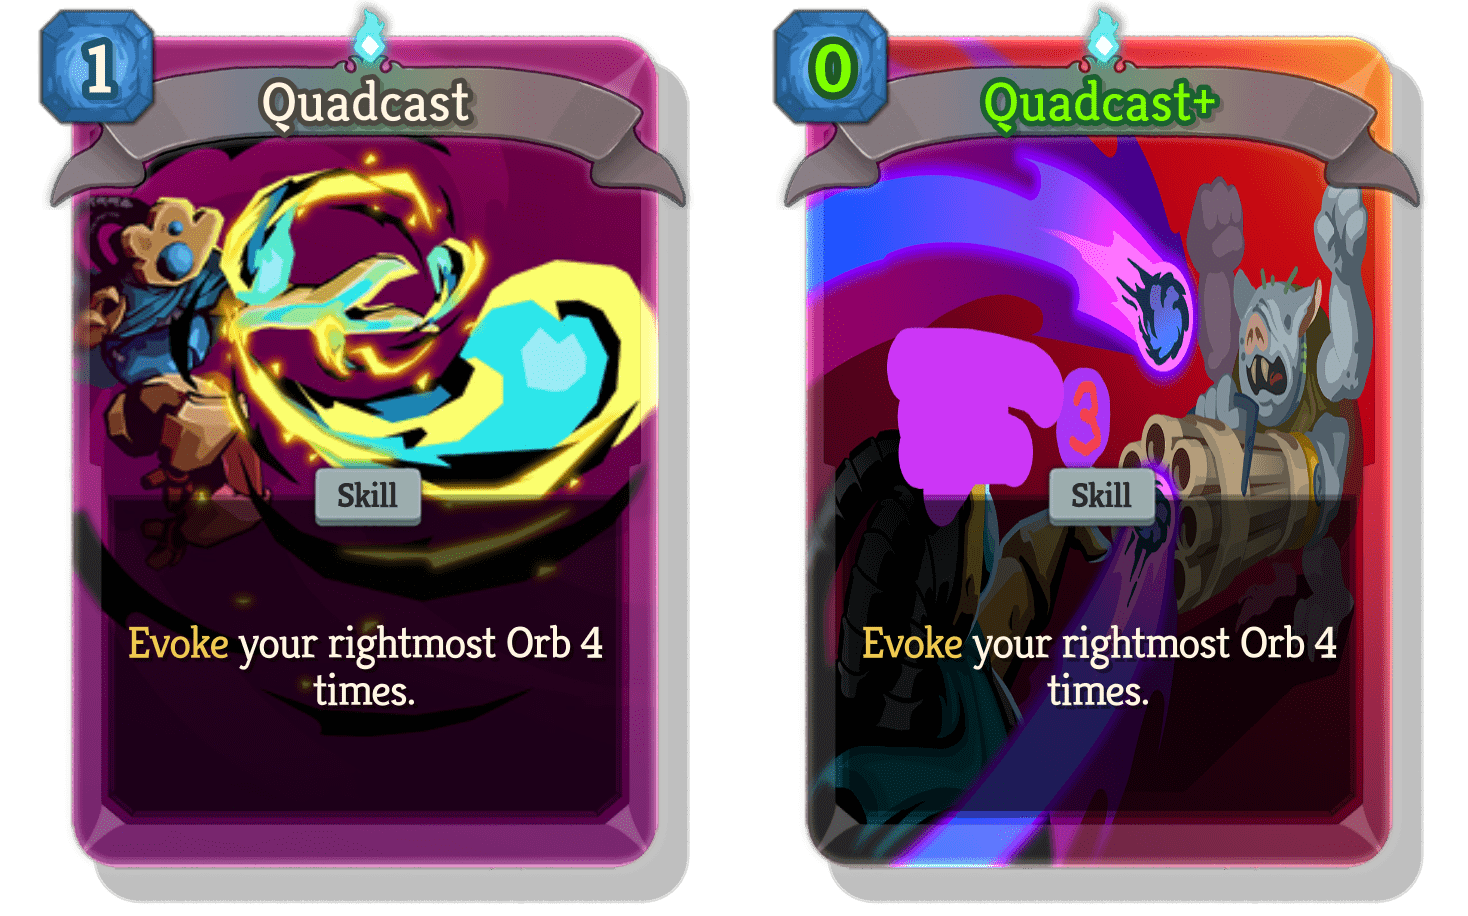 1
Quadcast
Skill
Evoke your rightmost Orb 4
times.
0
Quadcast+
3
Skill
Evoke your rightmost Orb 4
times.